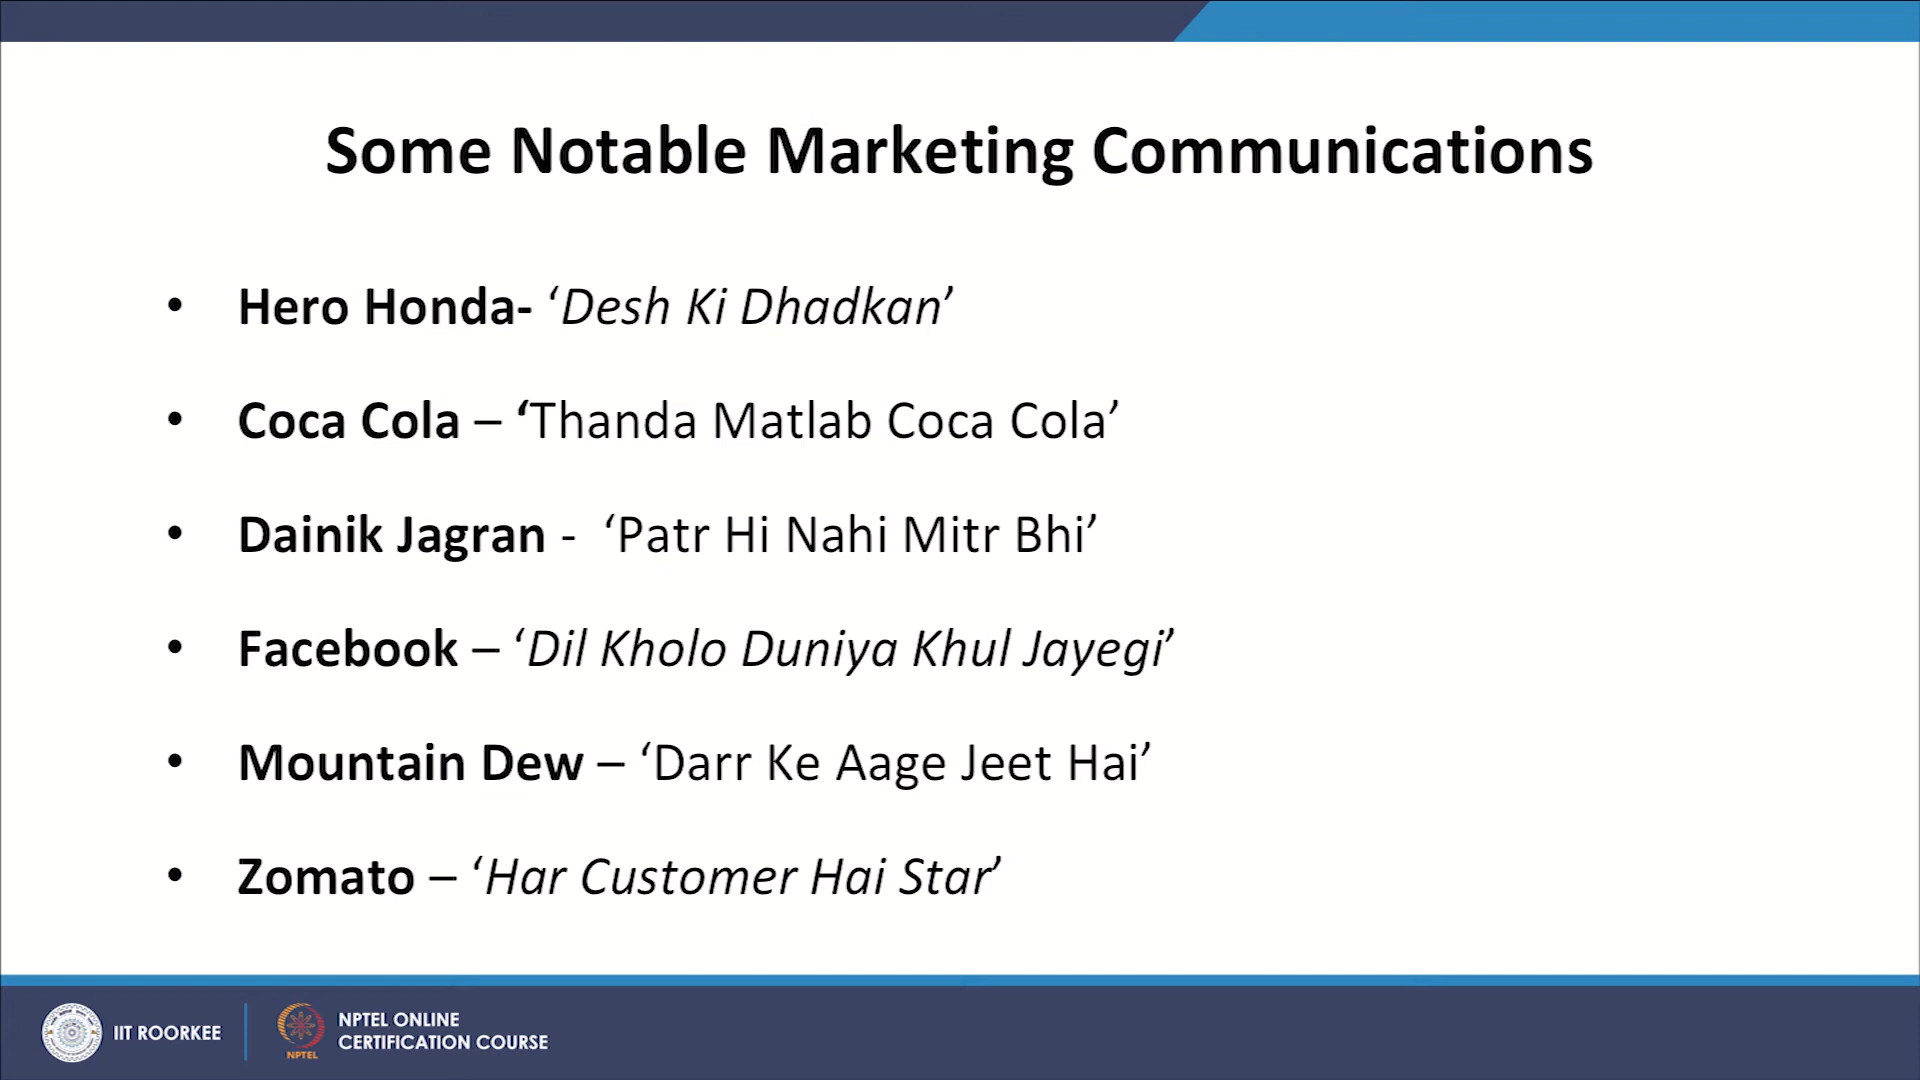 Some Notable Marketing Communications
• Hero Honda- ‘Desh Ki Dhadkan’
• Coca Cola – ‘Thanda Matlab Coca Cola’
• Dainik Jagran - ‘Patr Hi Nahi Mitr Bhi’
• Facebook – ‘Dil Kholo Duniya Khul Jayegi’
• Mountain Dew – ‘Darr Ke Aage Jeet Hai’
• Zomato – ‘Har Customer Hai Star’
IIT ROORKEE
NPTEL
NPTEL ONLINE
CERTIFICATION COURSE